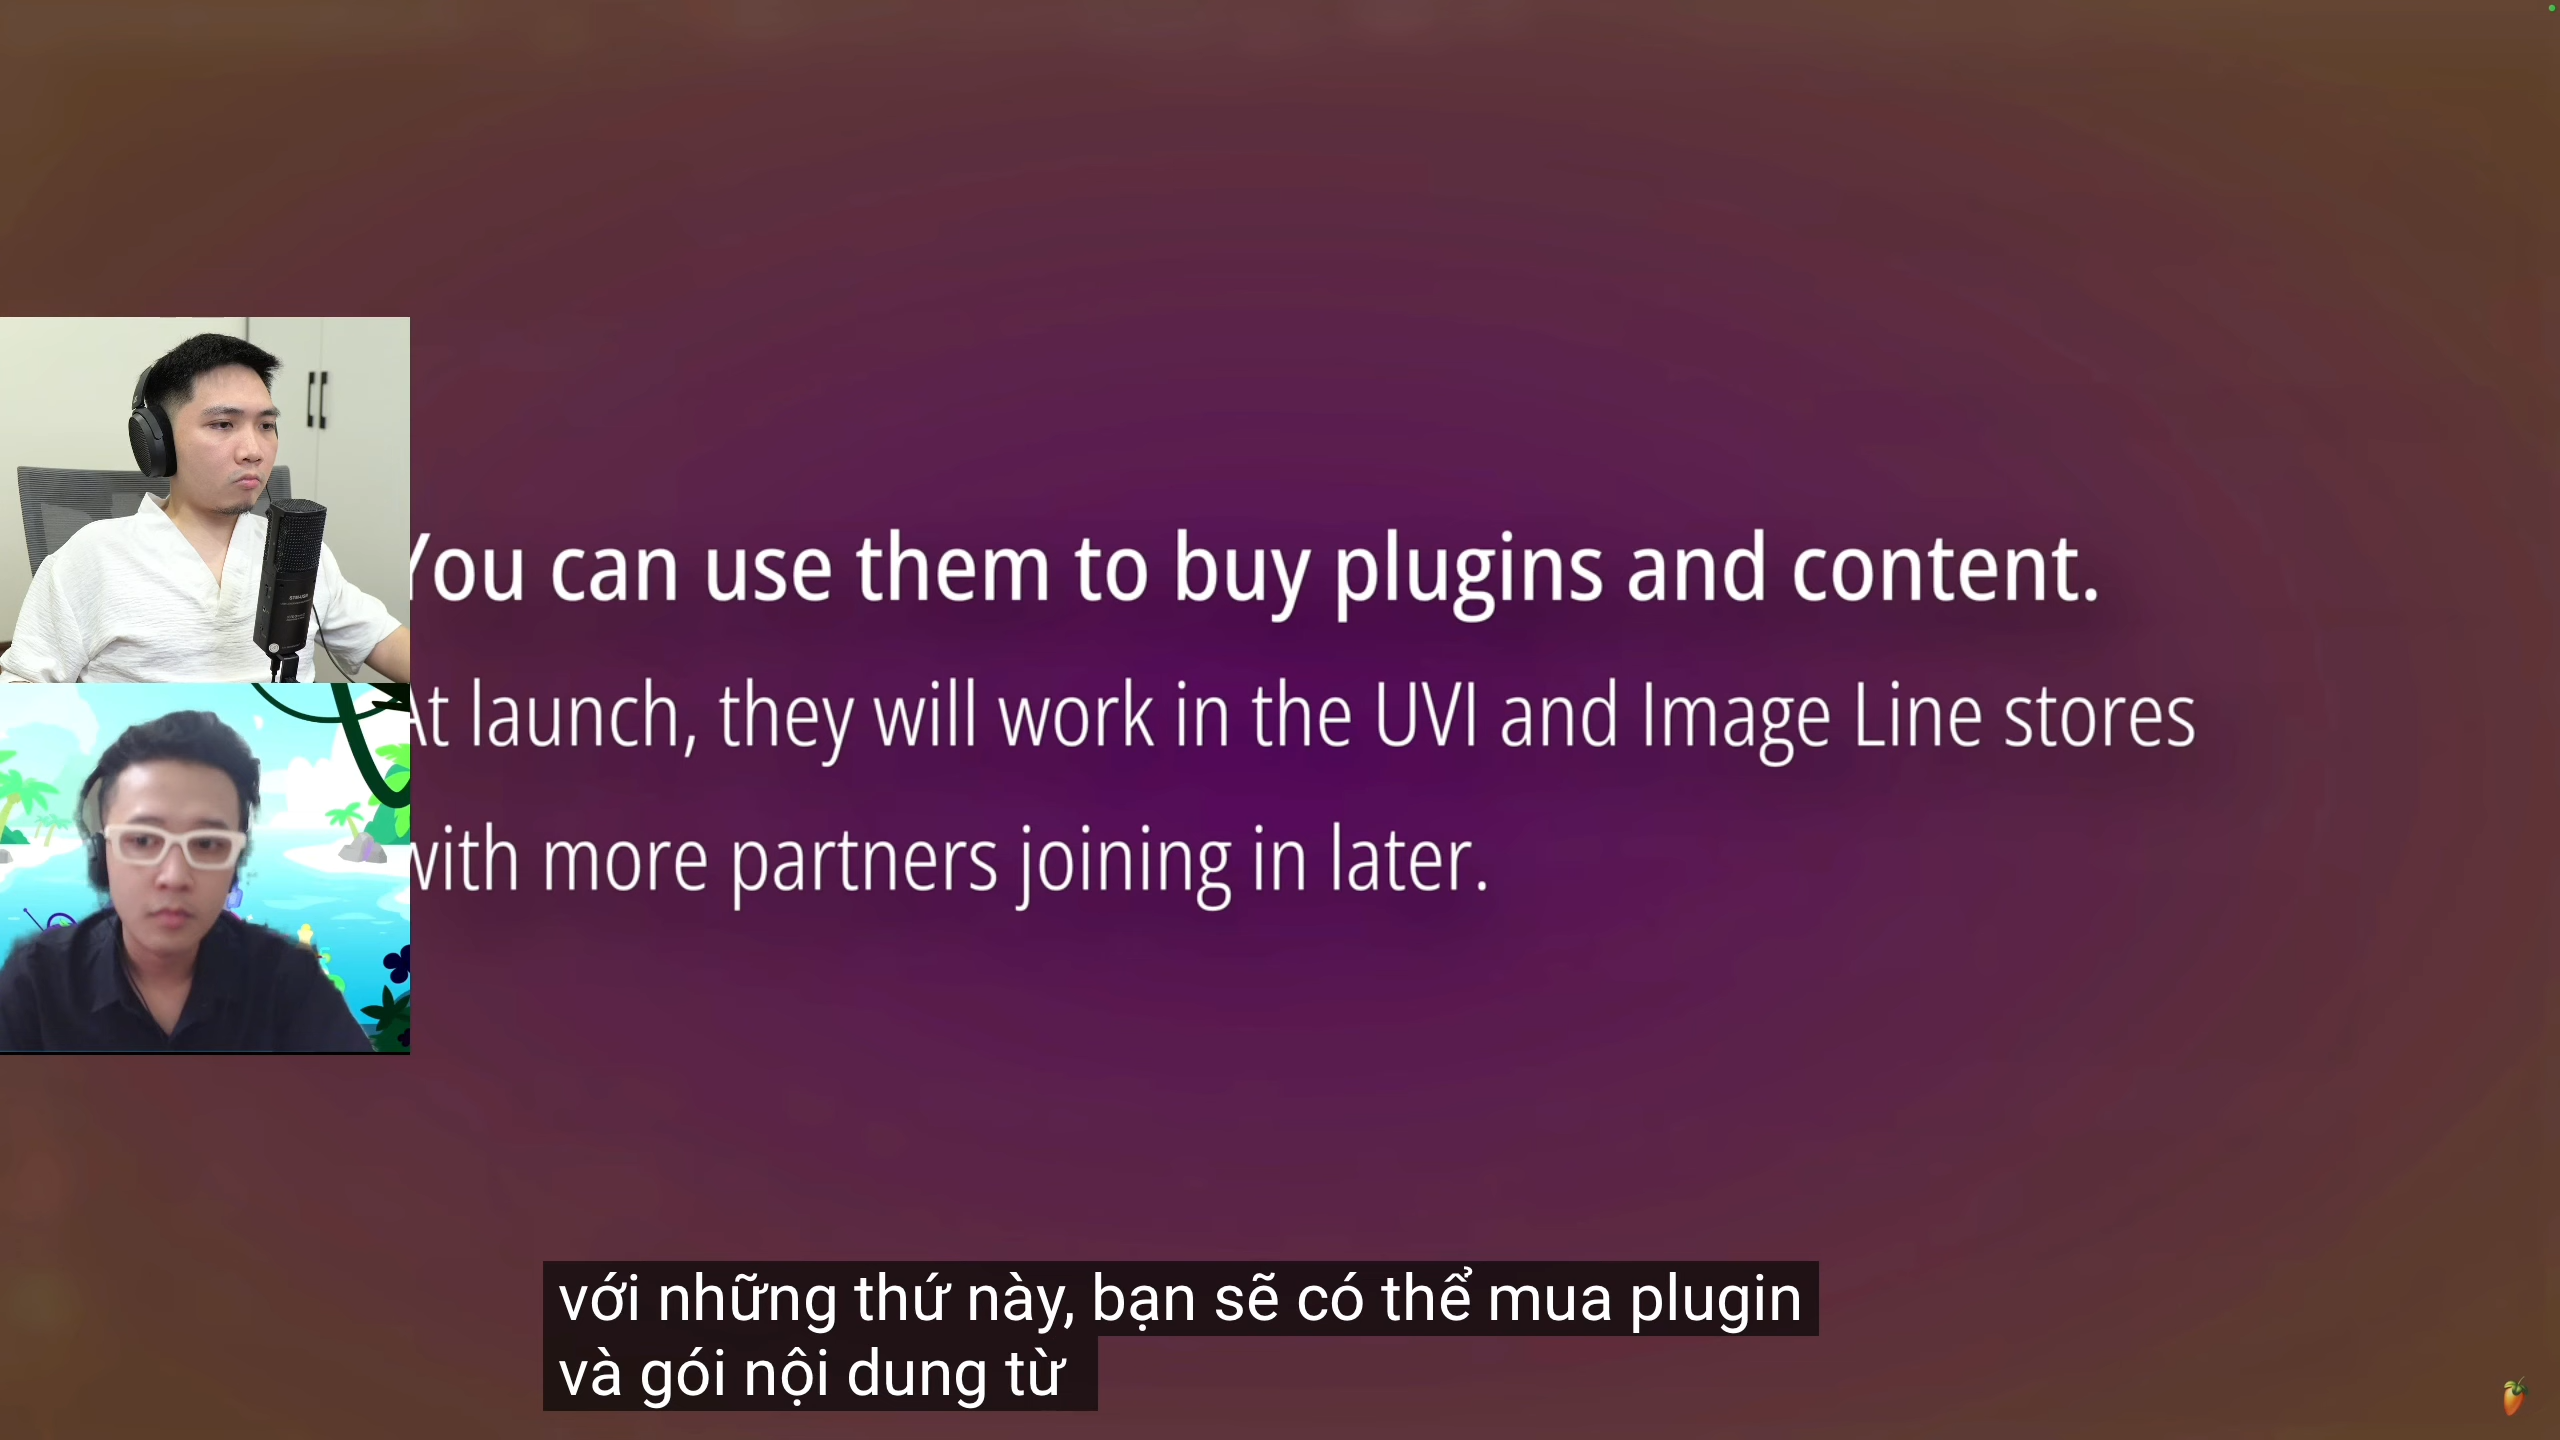 You can use them to buy plugins and content.
At launch, they will work in the UVI and Image Line stores
with more partners joining in later.
với những thứ này, bạn sẽ có thể mua plugin
và gói nội dung từ